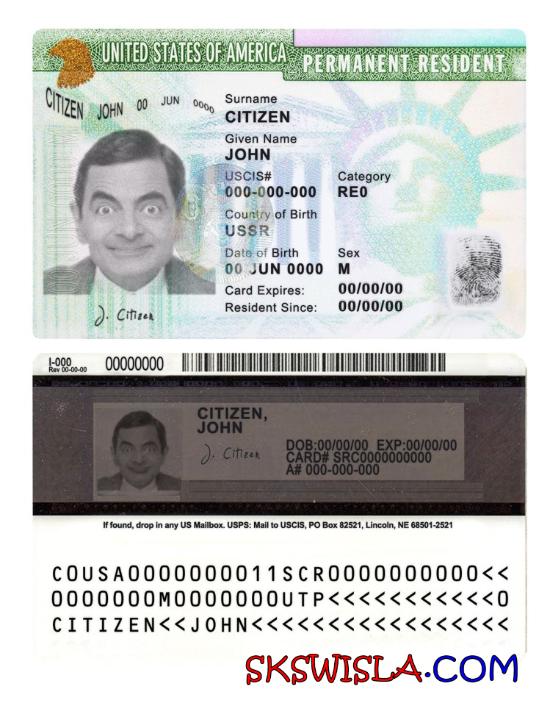 UNITED STATES OF AMERICA PERMANENT RESIDENT
CITIZEN JOHN 00 JUN 0000
Surname
CITIZEN
Given Name
JOHN
USCIS# Category
000-000-000 RE0
Country of Birth
USSR
Date of Birth Sex
00 JUN 0000 M
Card Expires: 00/00/00
Resident Since: 00/00/00
J. Citizen
I-000 00000000
Rev 00-00-00
CITIZEN,
JOHN
J. Citizen
DOB:00/00/00 EXP:00/00/00
CARD# SRC0000000000
A# 000-000-000
If found, drop in any US Mailbox. USPS: Mail to USCIS, PO Box 82521, Lincoln, NE 68501-2521
COUSA00000000011SCR0000000000<<
0000000M0000000UTP<<<<<<<<<<<0
CITIZEN<<JOHN<<<<<<<<<<<<<<<<<
SKSWISLA.COM